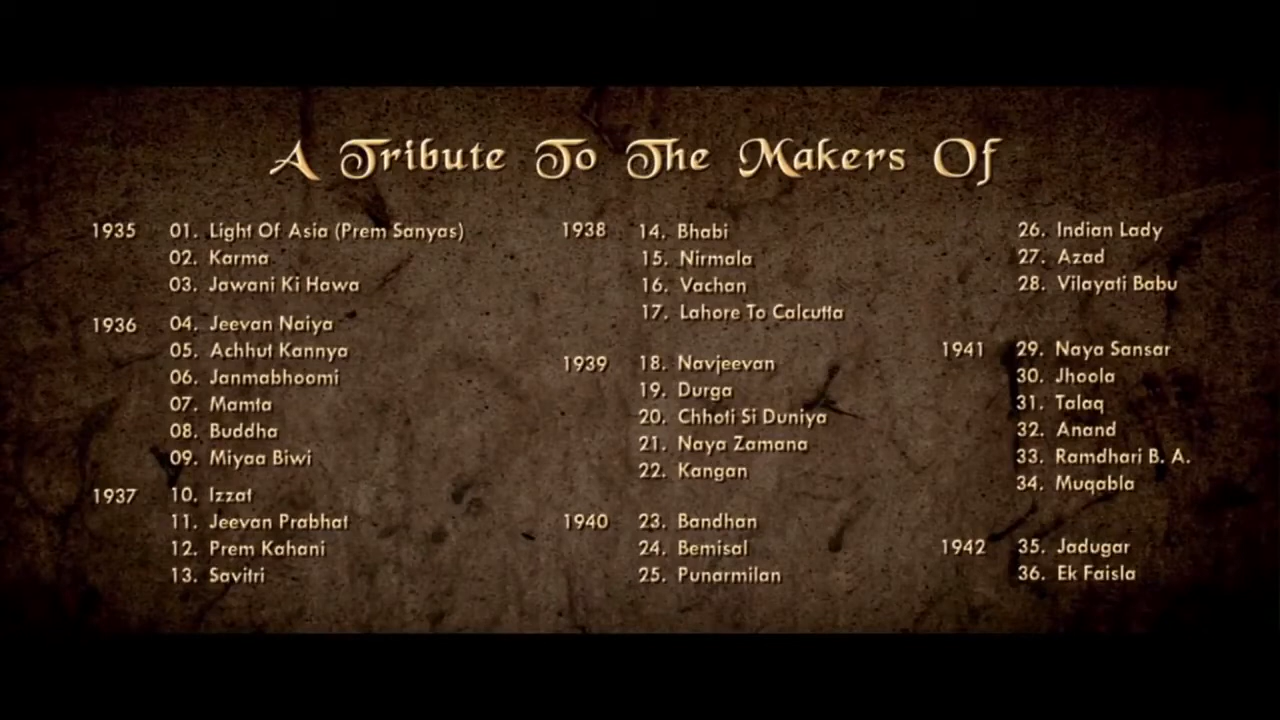 A Tribute To The Makers Of
1935 01. Light Of Asia (Prem Sanyas)
02. Karma
03. Jawani Ki Hawa
1936 04. Jeevan Naiya
05. Achhut Kannya
06. Janmabhoomi
07. Mamta
08. Buddha
09. Miyaa Biwi
1937 10. Izzat
11. Jeevan Prabhat
12. Prem Kahani
13. Savitri
1938 14. Bhabi
15. Nirmala
16. Vachan
17. Lahore To Calcutta
1939 18. Navjeevan
19. Durga
20. Chhoti Si Duniya
21. Naya Zamana
22. Kangan
1940 23. Bandhan
24. Bemisal
25. Punarmilan
26. Indian Lady
27. Azad
28. Vilayati Babu
1941 29. Naya Sansar
30. Jhoola
31. Talaq
32. Anand
33. Ramdhari B. A.
34. Muqabla
1942 35. Jadugar
36. Ek Faisla